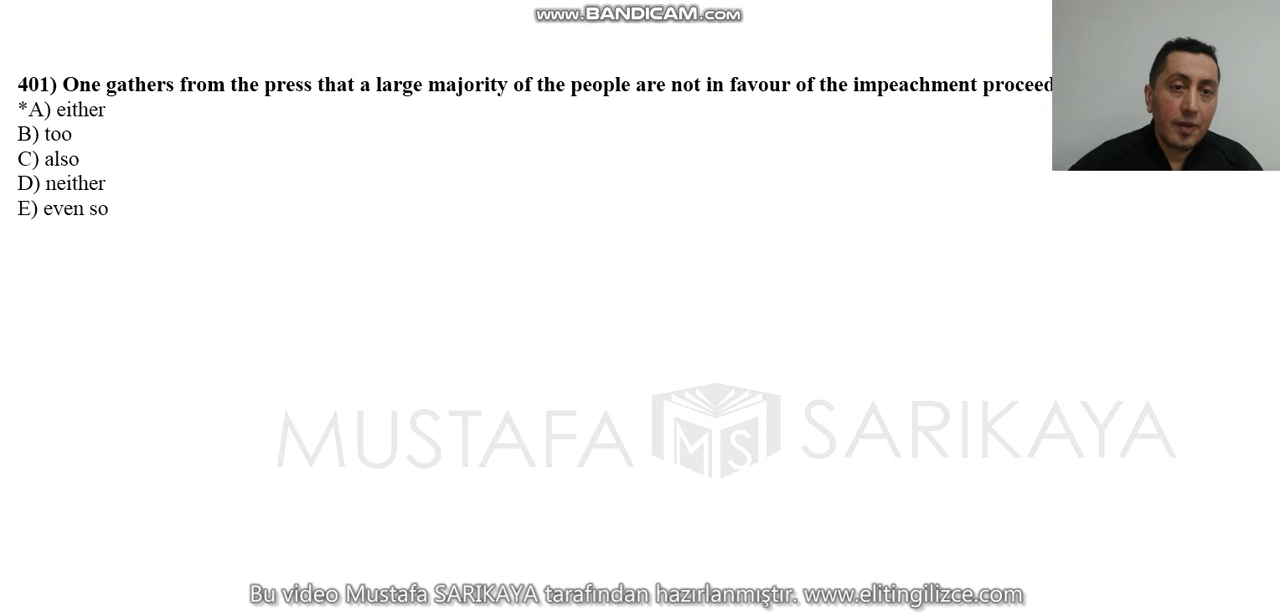 www.BANDICAM.com
401) One gathers from the press that a large majority of the people are not in favour of the impeachment proceed
*A) either
B) too
C) also
D) neither
E) even so
MUSTAFA MS SARIKAYA
Bu video Mustafa SARIKAYA tarafından hazırlanmıştır. www.elitingilizce.com